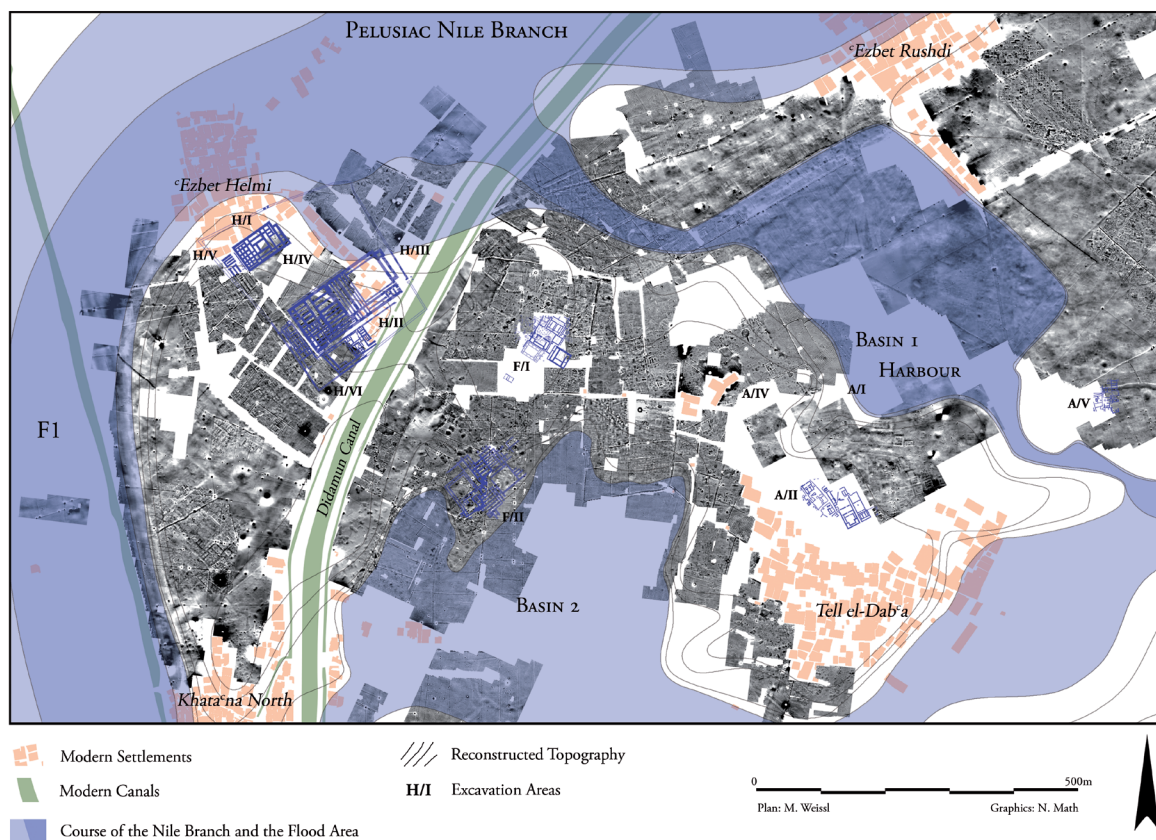 Pelusiac Nile Branch
ᶜEzbet Rushdi
ᶜEzbet Helmi
H/I
H/V
H/IV
H/III
H/II
H/VI
F/I
Basin 1
Harbour
A/IV
A/I
A/V
F1
Didamun Canal
F/II
A/II
Basin 2
Tell el-Dabᶜa
Khataᶜna North
Modern Settlements
Modern Canals
Course of the Nile Branch and the Flood Area
Reconstructed Topography
H/I Excavation Areas
0 500m
Plan: M. Weissl Graphics: N. Math